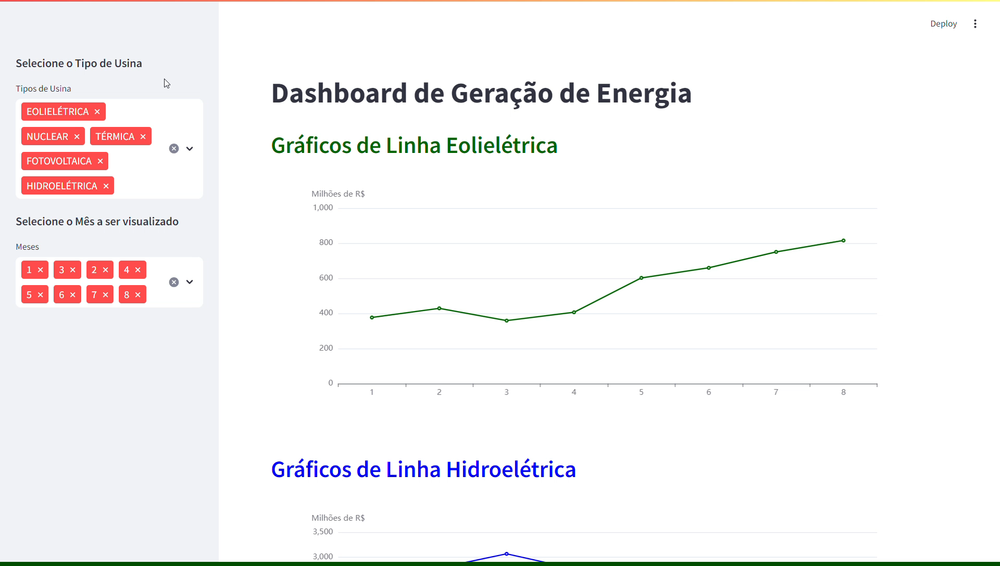 Deploy
Selecione o Tipo de Usina
Tipos de Usina
EOLIELÉTRICA
NUCLEAR TÉRMICA
FOTOVOLTAICA
HIDROELÉTRICA
Selecione o Mês a ser visualizado
Meses
1 3 2 4
5 6 7 8
Dashboard de Geração de Energia
Gráficos de Linha Eolielétrica
Milhões de R$
1,000
800
600
400
200
0
1 2 3 4 5 6 7 8
Gráficos de Linha Hidroelétrica
Milhões de R$
3,500
3,000